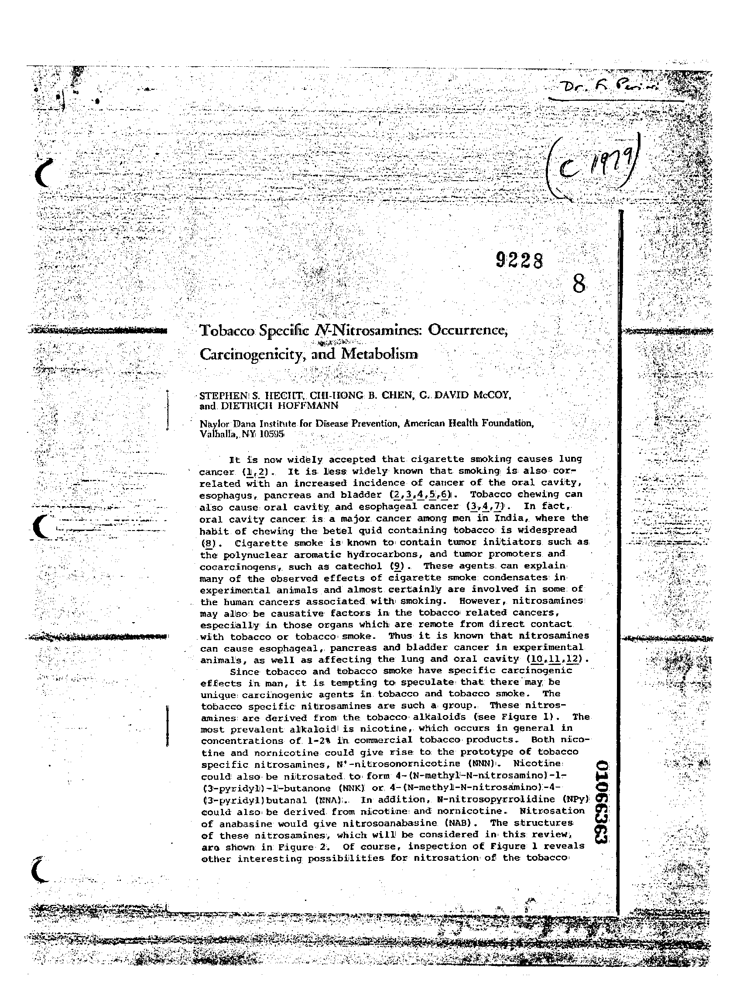 Dr. F. Perini
(C 1979)
9228
8
Tobacco Specific N-Nitrosamines: Occurrence,
Carcinogenicity, and Metabolism
STEPHEN S. HECHT, CHI-HONG B. CHEN, G. DAVID McCOY,
and DIETRICH HOFFMANN
Naylor Dana Institute for Disease Prevention, American Health Foundation,
Valhalla, NY 10595
It is now widely accepted that cigarette smoking causes lung
cancer (1,2). It is less widely known that smoking is also cor-
related with an increased incidence of cancer of the oral cavity,
esophagus, pancreas and bladder (2,3,4,5,6). Tobacco chewing can
also cause oral cavity and esophageal cancer (3,4,7). In fact,
oral cavity cancer is a major cancer among men in India, where the
habit of chewing the betel quid containing tobacco is widespread
(8). Cigarette smoke is known to contain tumor initiators such as
the polynuclear aromatic hydrocarbons, and tumor promoters and
cocarcinogens, such as catechol (9). These agents can explain
many of the observed effects of cigarette smoke condensates in
experimental animals and almost certainly are involved in some of
the human cancers associated with smoking. However, nitrosamines
may also be causative factors in the tobacco related cancers,
especially in those organs which are remote from direct contact
with tobacco or tobacco smoke. Thus it is known that nitrosamines
can cause esophageal, pancreas and bladder cancer in experimental
animals, as well as affecting the lung and oral cavity (10,11,12).
Since tobacco and tobacco smoke have specific carcinogenic
effects in man, it is tempting to speculate that there may be
unique carcinogenic agents in tobacco and tobacco smoke. The
tobacco specific nitrosamines are such a group. These nitros-
amines are derived from the tobacco alkaloids (see Figure 1). The
most prevalent alkaloid is nicotine, which occurs in general in
concentrations of 1-2% in commercial tobacco products. Both nico-
tine and nornicotine could give rise to the prototype of tobacco
specific nitrosamines, N'-nitrosonornicotine (NNN). Nicotine
could also be nitrosated to form 4-(N-methyl-N-nitrosamino)-1-
(3-pyridyl)-1-butanone (NNK) or 4-(N-methyl-N-nitrosamino)-4-
(3-pyridyl)butanal (NNA). In addition, N-nitrosopyrrolidine (NPy)
could also be derived from nicotine and nornicotine. Nitrosation
of anabasine would give nitrosoanabasine (NAB). The structures
of these nitrosamines, which will be considered in this review,
are shown in Figure 2. Of course, inspection of Figure 1 reveals
other interesting possibilities for nitrosation of the tobacco
01066363